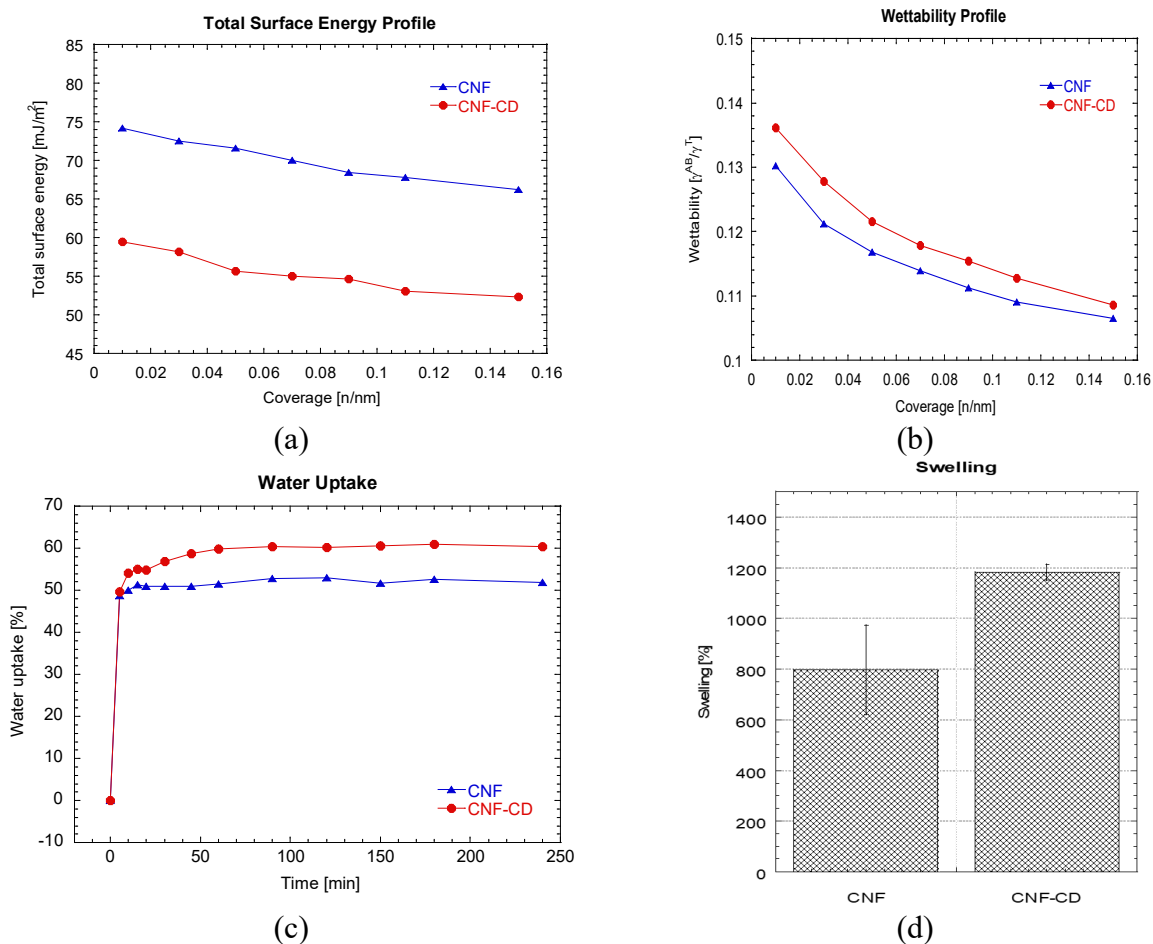 Total Surface Energy Profile
85
80
75
70
65
60
55
50
45
Total surface energy [mJ/m²]
CNF
CNF-CD
0 0.02 0.04 0.06 0.08 0.1 0.12 0.14 0.16
Coverage [n/nm]
(a)
Wettability Profile
0.15
0.14
0.13
0.12
0.11
0.1
Wettability [γ^AB/γ^T]
CNF
CNF-CD
0 0.02 0.04 0.06 0.08 0.1 0.12 0.14 0.16
Coverage [n/nm]
(b)
Water Uptake
70
60
50
40
30
20
10
0
-10
Water uptake [%]
CNF
CNF-CD
0 50 100 150 200 250
Time [min]
(c)
Swelling
1400
1200
1000
800
600
400
200
0
Swelling [%]
CNF CNF-CD
(d)